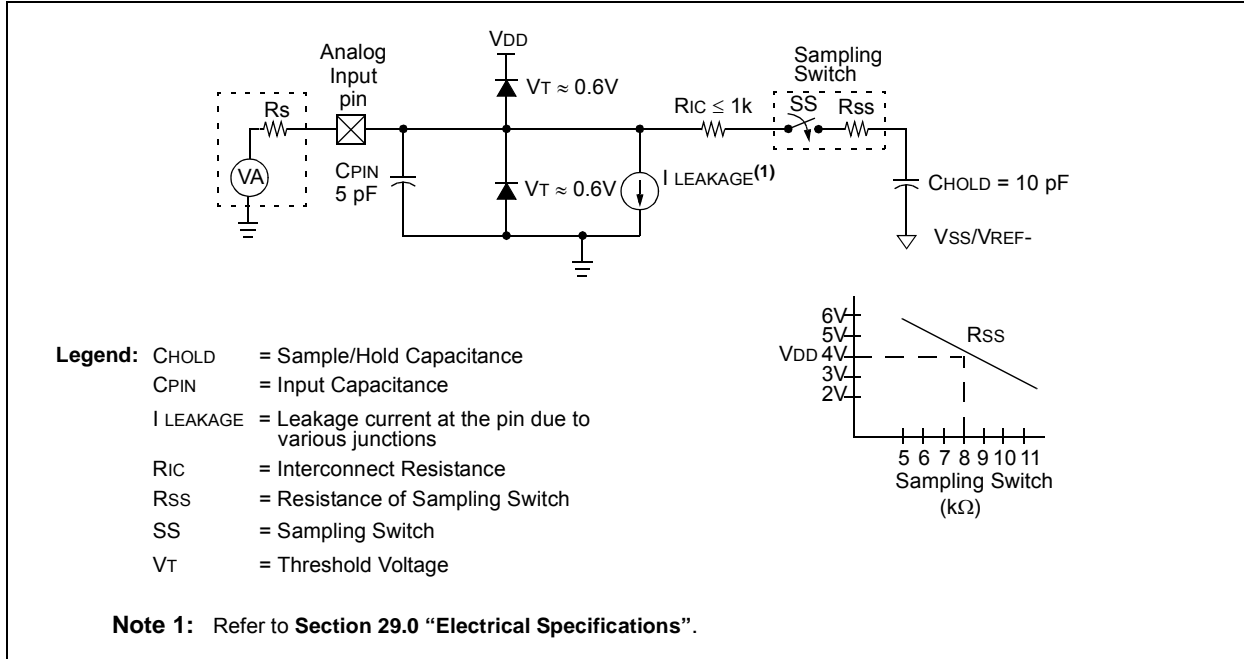 VDD
Analog
Input
pin
Sampling
Switch
VT ≈ 0.6V
Rs
RIC ≤ 1k
SS
Rss
VA
CPIN
5 pF
VT ≈ 0.6V
I LEAKAGE(1)
CHOLD = 10 pF
VSS/VREF-
6V
5V
VDD 4V
3V
2V
RSS
5 6 7 8 9 10 11
Sampling Switch
(kΩ)
Legend: CHOLD = Sample/Hold Capacitance
CPIN = Input Capacitance
I LEAKAGE = Leakage current at the pin due to
various junctions
RIC = Interconnect Resistance
RSS = Resistance of Sampling Switch
SS = Sampling Switch
VT = Threshold Voltage
Note 1: Refer to Section 29.0 “Electrical Specifications”.